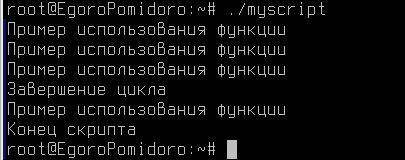 root@EgoroPomidoro:~# ./myscript
Пример использования функции
Пример использования функции
Пример использования функции
Завершение цикла
Пример использования функции
Конец скрипта
root@EgoroPomidoro:~#